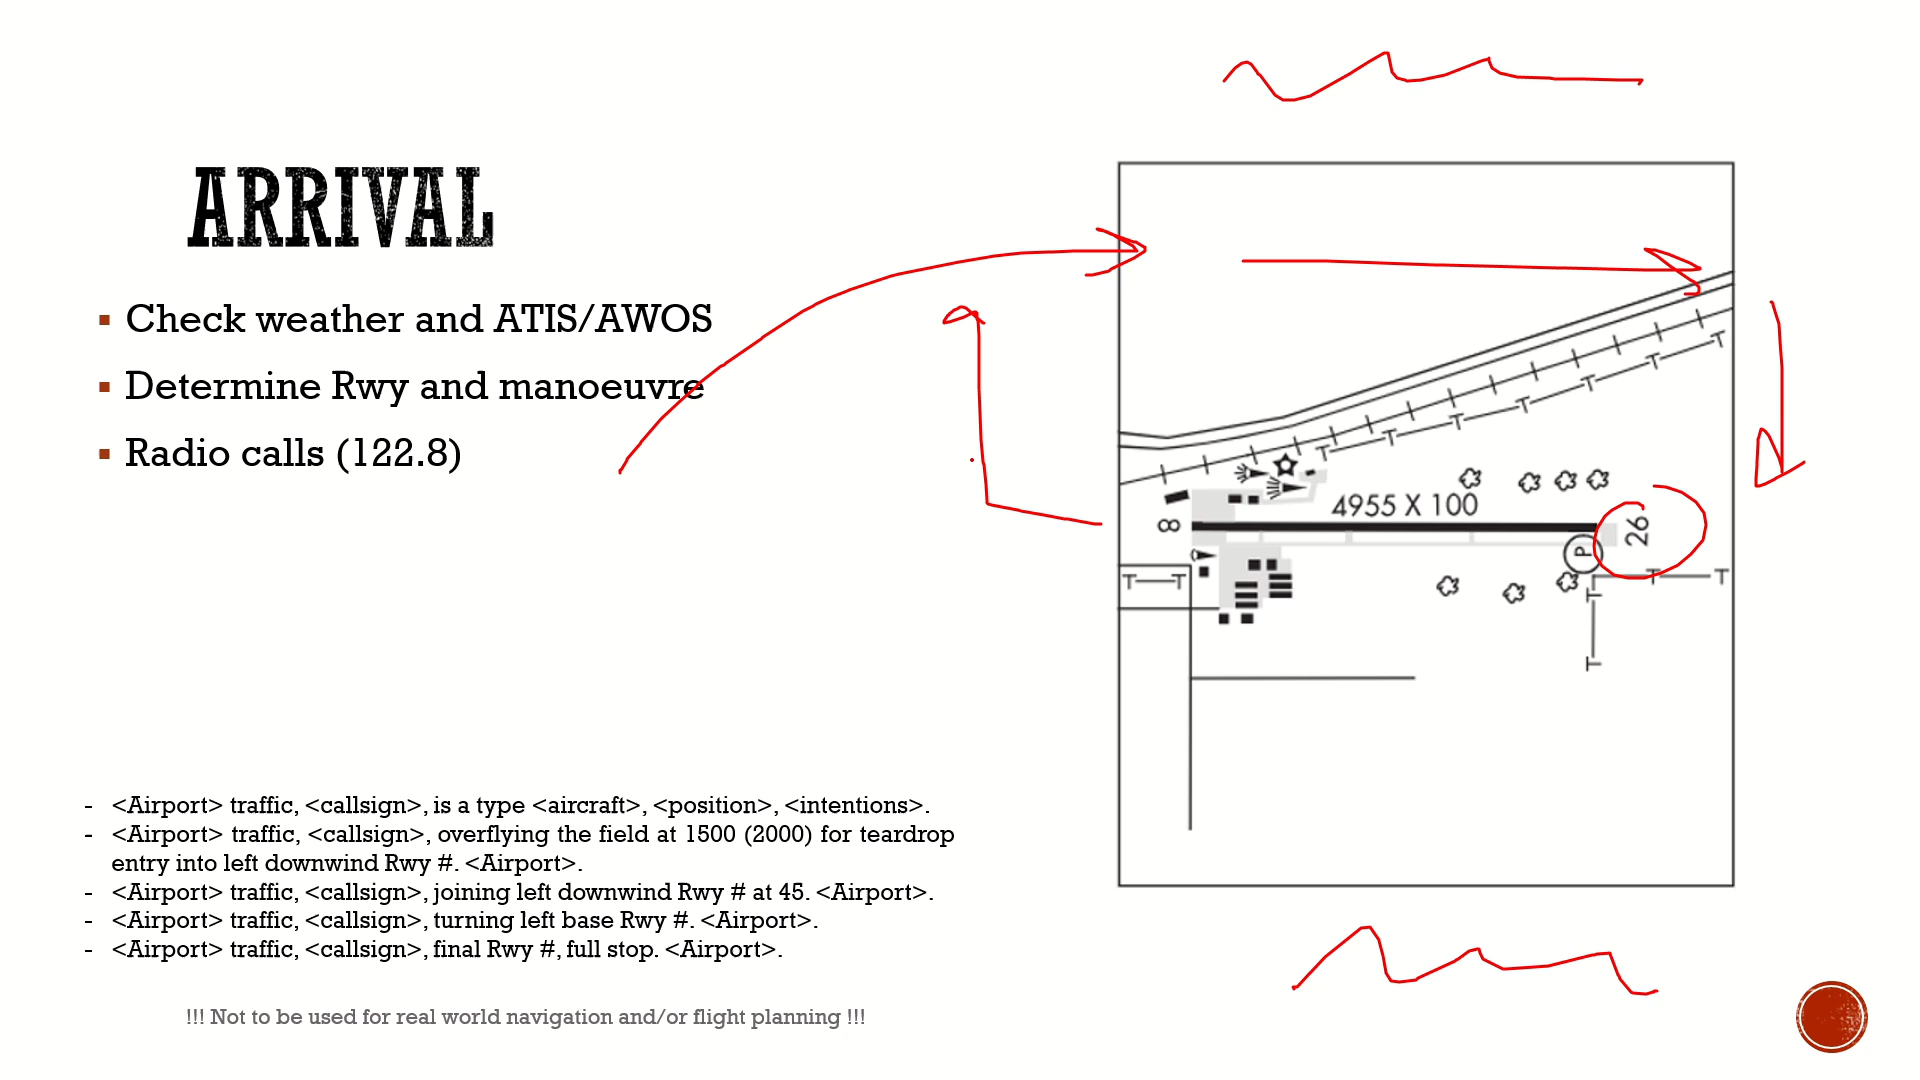 ARRIVAL
Check weather and ATIS/AWOS
Determine Rwy and manoeuvre
Radio calls (122.8)
4955 X 100
8
26
P
T T
- <Airport> traffic, <callsign>, is a type <aircraft>, <position>, <intentions>.
- <Airport> traffic, <callsign>, overflying the field at 1500 (2000) for teardrop
entry into left downwind Rwy #. <Airport>.
- <Airport> traffic, <callsign>, joining left downwind Rwy # at 45. <Airport>.
- <Airport> traffic, <callsign>, turning left base Rwy #. <Airport>.
- <Airport> traffic, <callsign>, final Rwy #, full stop. <Airport>.
!!! Not to be used for real world navigation and/or flight planning !!!